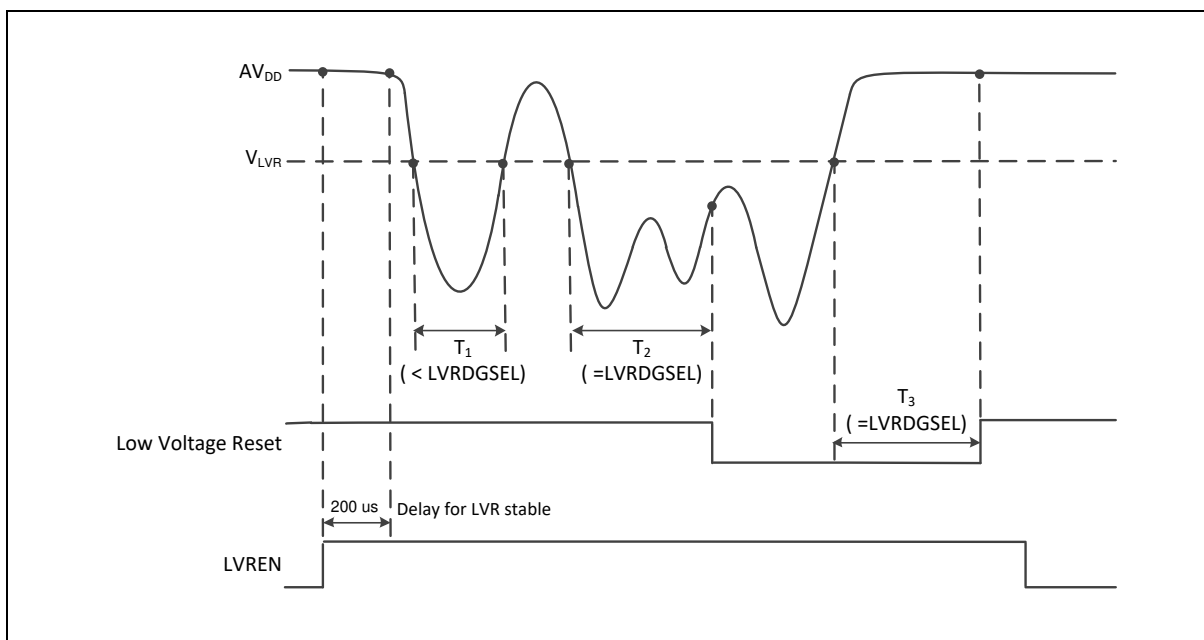 AVDD
VLVR
T1
( < LVRDGSEL)
T2
( =LVRDGSEL)
T3
( =LVRDGSEL)
Low Voltage Reset
200 us
Delay for LVR stable
LVREN